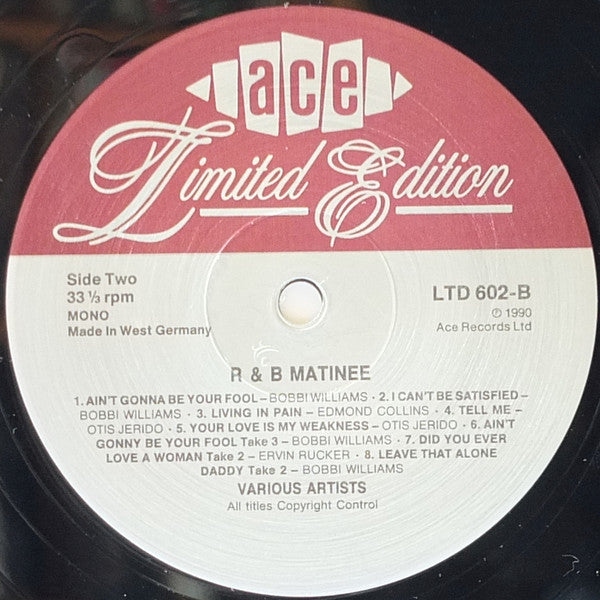 ace
Limited Edition
Side Two
33 ⅓ rpm
MONO
Made In West Germany
LTD 602-B
℗ 1990
Ace Records Ltd
R & B MATINEE
1. AIN'T GONNA BE YOUR FOOL – BOBBI WILLIAMS · 2. I CAN'T BE SATISFIED –
BOBBI WILLIAMS · 3. LIVING IN PAIN – EDMOND COLLINS · 4. TELL ME –
OTIS JERIDO · 5. YOUR LOVE IS MY WEAKNESS – OTIS JERIDO · 6. AIN'T
GONNY BE YOUR FOOL Take 3 – BOBBI WILLIAMS · 7. DID YOU EVER
LOVE A WOMAN Take 2 – ERVIN RUCKER · 8. LEAVE THAT ALONE
DADDY Take 2 – BOBBI WILLIAMS
VARIOUS ARTISTS
All titles Copyright Control